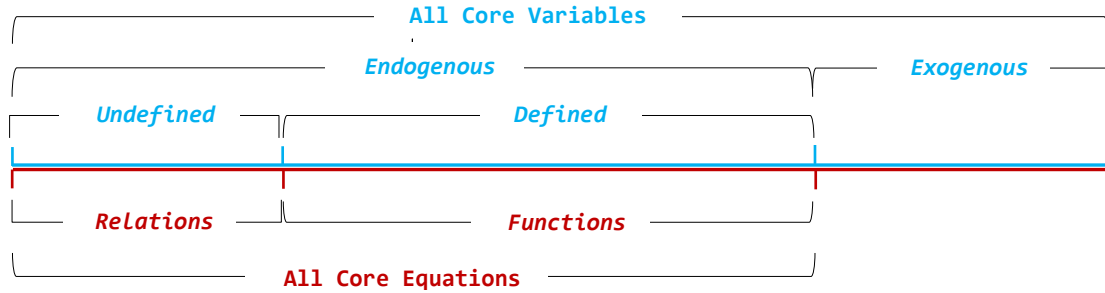 All Core Variables
Endogenous
Exogenous
Undefined
Defined
Relations
Functions
All Core Equations